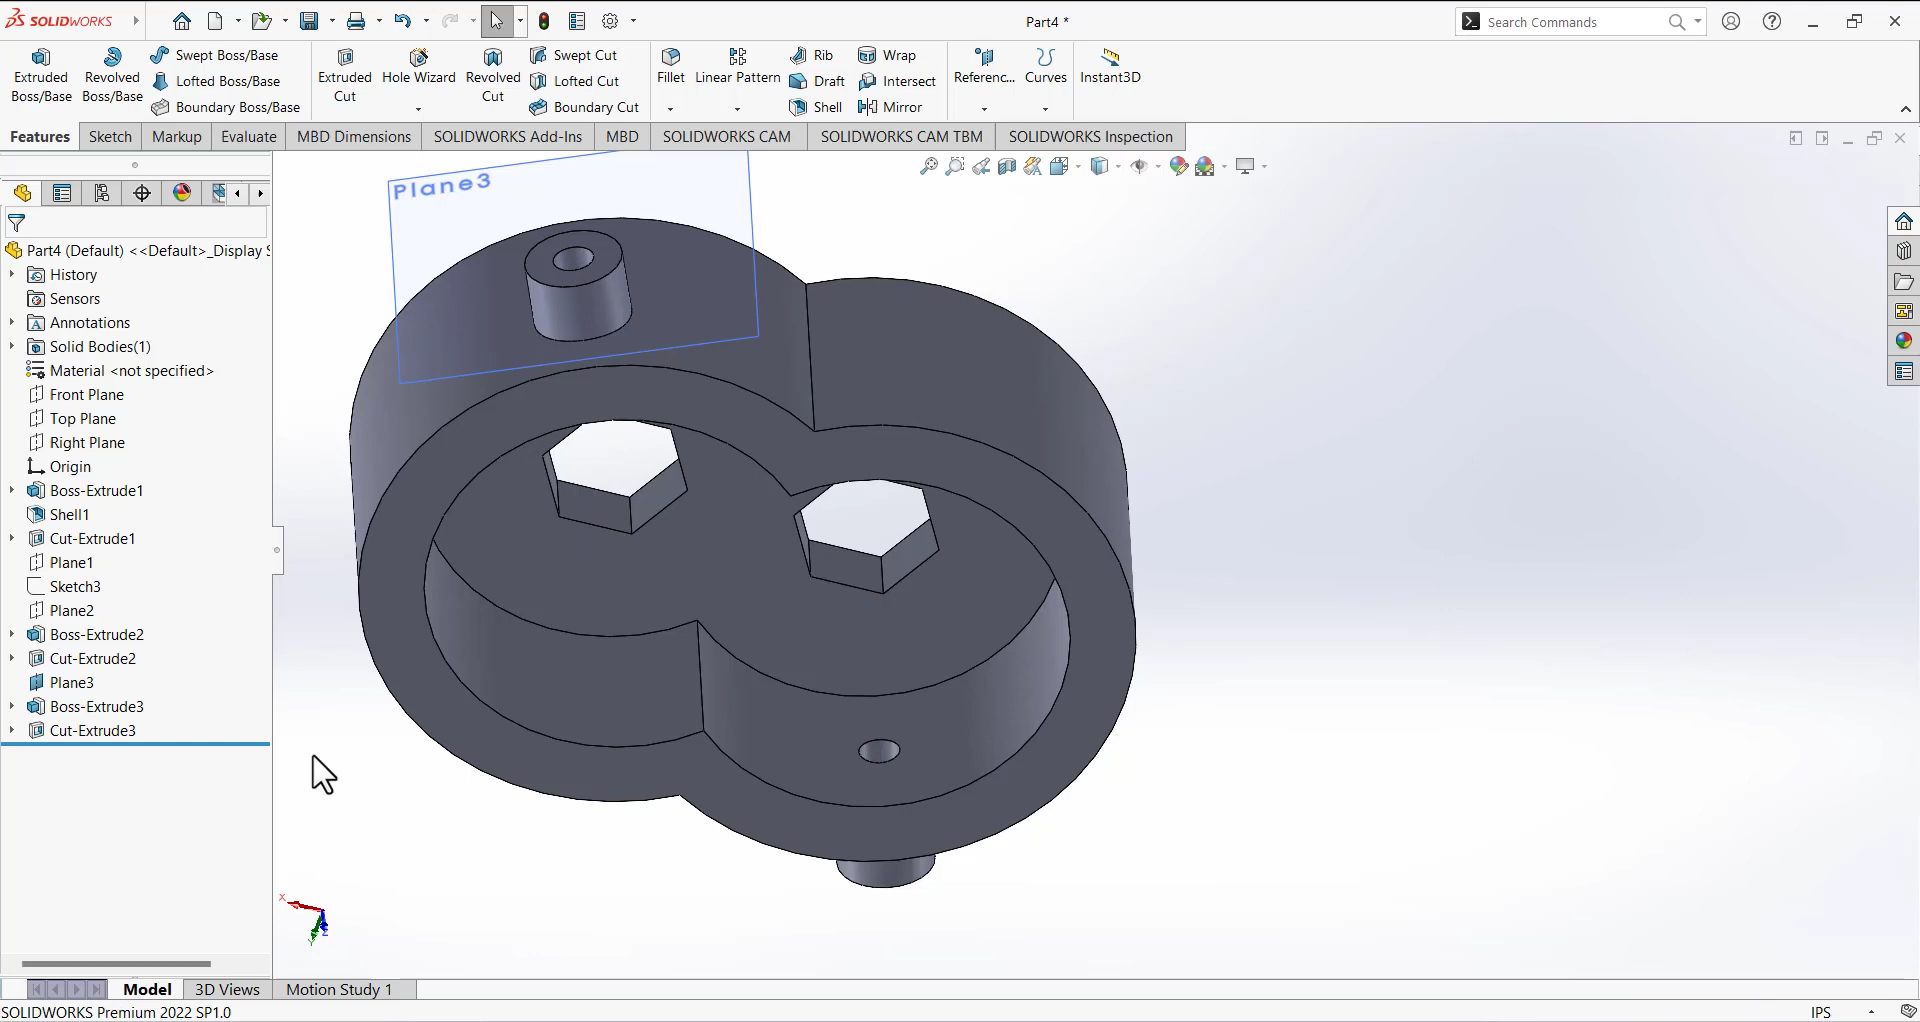 SOLIDWORKS
Part4 *
Search Commands
Extruded Boss/Base
Revolved Boss/Base
Swept Boss/Base
Lofted Boss/Base
Boundary Boss/Base
Extruded Cut
Hole Wizard
Revolved Cut
Swept Cut
Lofted Cut
Boundary Cut
Fillet
Linear Pattern
Rib
Draft
Shell
Wrap
Intersect
Mirror
Referenc...
Curves
Instant3D
Features
Sketch
Markup
Evaluate
MBD Dimensions
SOLIDWORKS Add-Ins
MBD
SOLIDWORKS CAM
SOLIDWORKS CAM TBM
SOLIDWORKS Inspection
Part4 (Default) <<Default>_Display S
History
Sensors
Annotations
Solid Bodies(1)
Material <not specified>
Front Plane
Top Plane
Right Plane
Origin
Boss-Extrude1
Shell1
Cut-Extrude1
Plane1
Sketch3
Plane2
Boss-Extrude2
Cut-Extrude2
Plane3
Boss-Extrude3
Cut-Extrude3
Plane3
X
Y
Z
Model
3D Views
Motion Study 1
SOLIDWORKS Premium 2022 SP1.0
IPS